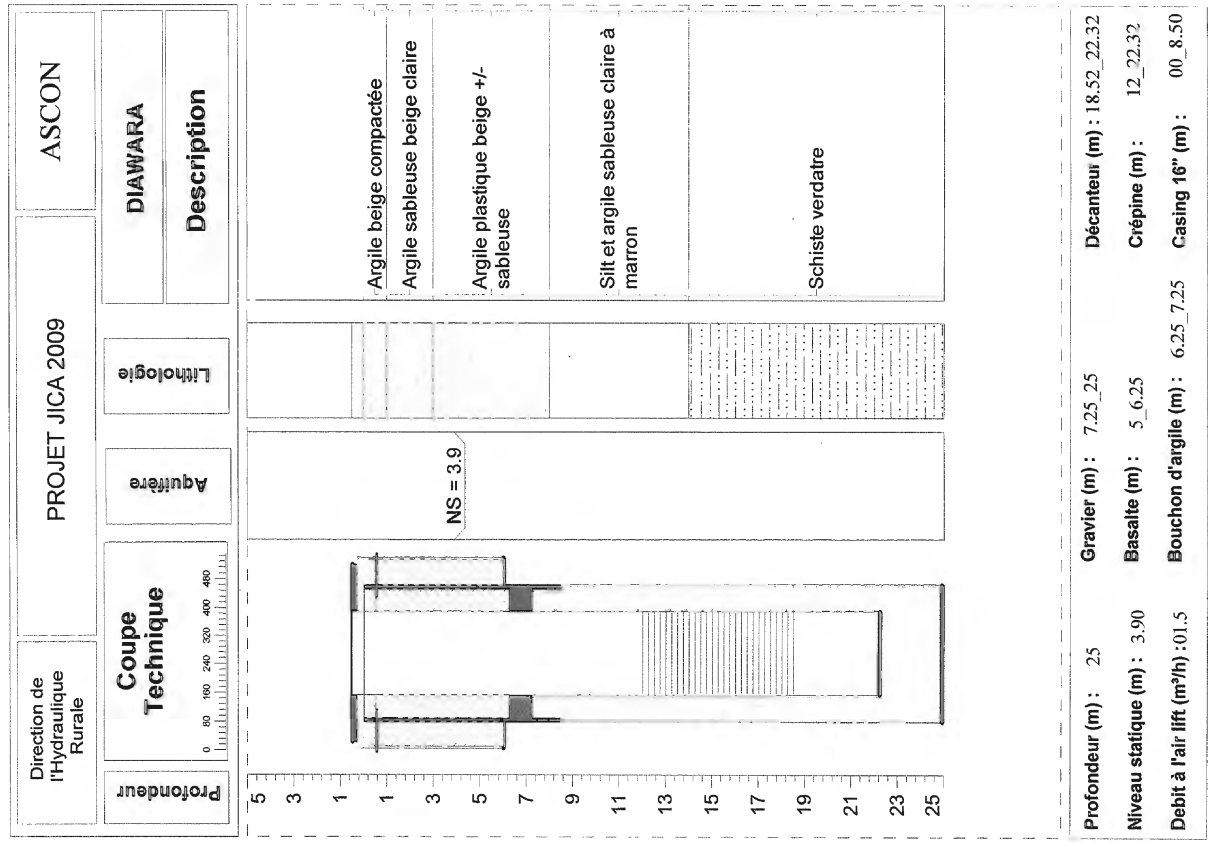 Direction de
l'Hydraulique
Rurale
PROJET JICA 2009
ASCON
Profondeur
Coupe
Technique
0 80 160 240 320 400 480
Aquifère
Lithologie
DIAWARA
Description
5
3
1
1
3
5
7
9
11
13
15
17
19
21
23
25
NS = 3.9
Argile beige compactée
Argile sableuse beige claire
Argile plastique beige +/-
sableuse
Silt et argile sableuse claire à
marron
Schiste verdatre
Profondeur (m) : 25 Gravier (m) : 7.25_25 Décanteur (m) : 18.52_22.32
Niveau statique (m) : 3.90 Basalte (m) : 5_6.25 Crépine (m) : 12_22.32
Debit à l'air lift (m³/h) :01.5 Bouchon d'argile (m) : 6.25_7.25 Casing 16" (m) : 00_8.50